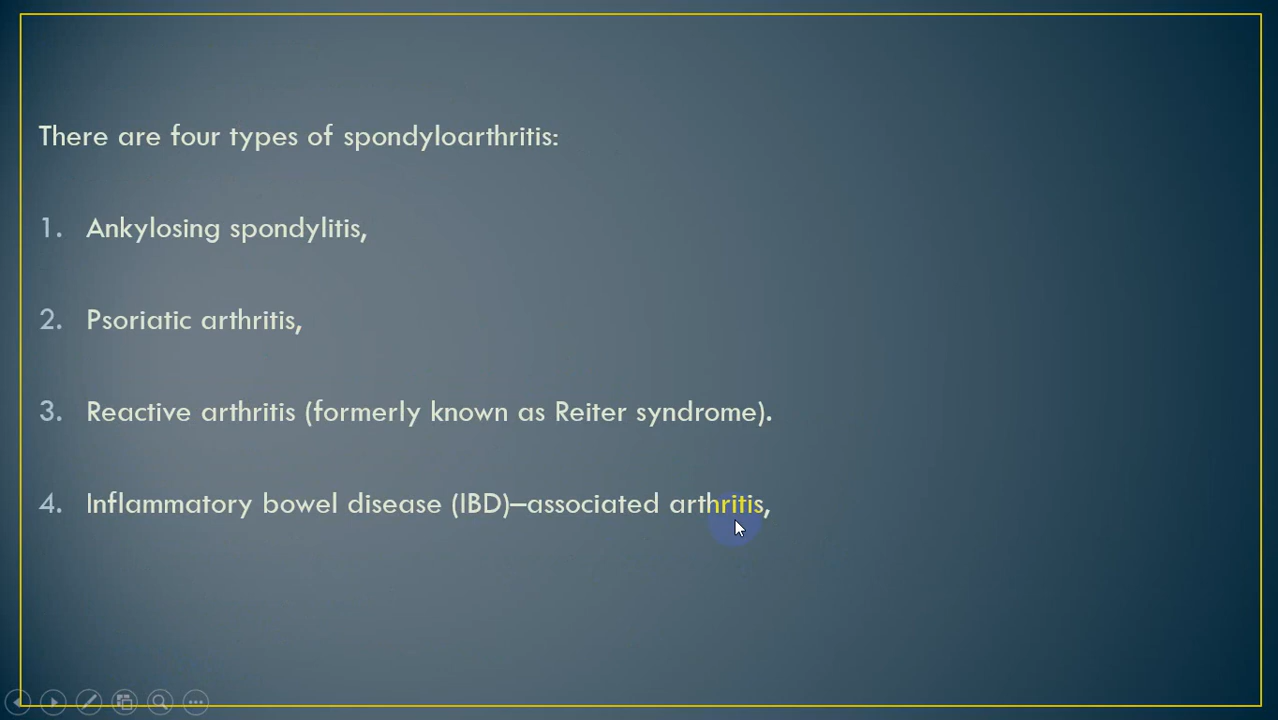 There are four types of spondyloarthritis:
1. Ankylosing spondylitis,
2. Psoriatic arthritis,
3. Reactive arthritis (formerly known as Reiter syndrome).
4. Inflammatory bowel disease (IBD)–associated arthritis,